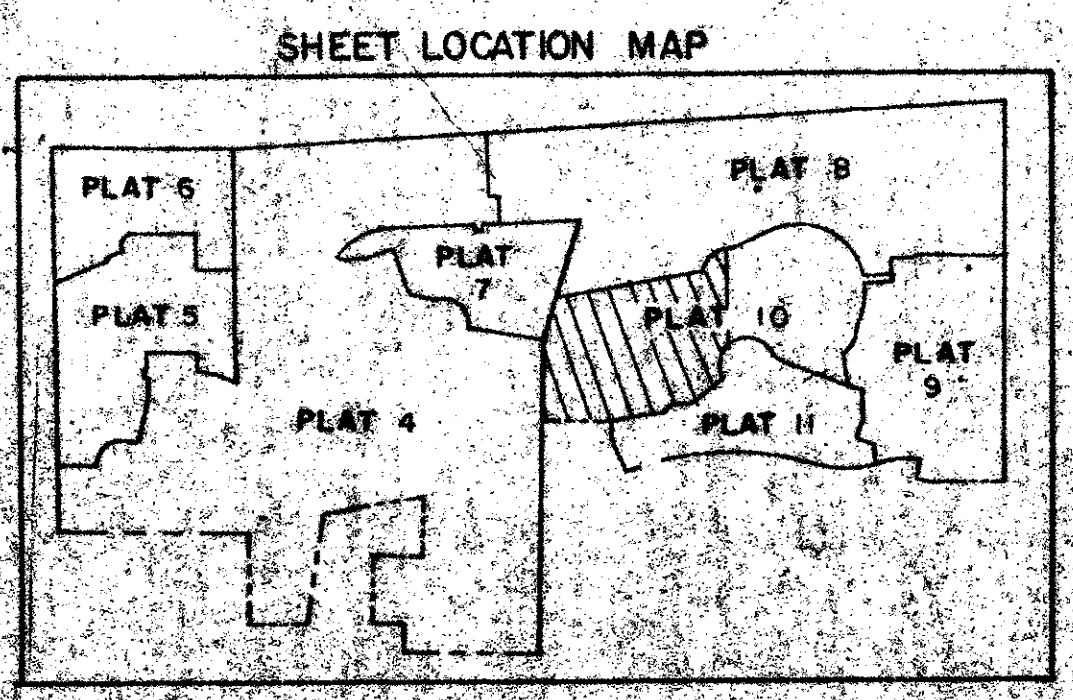 SHEET LOCATION MAP
PLAT 8
PLAT 6
PLAT
7
PLAT 5
PLAT 10
PLAT
9
PLAT 4
PLAT 11